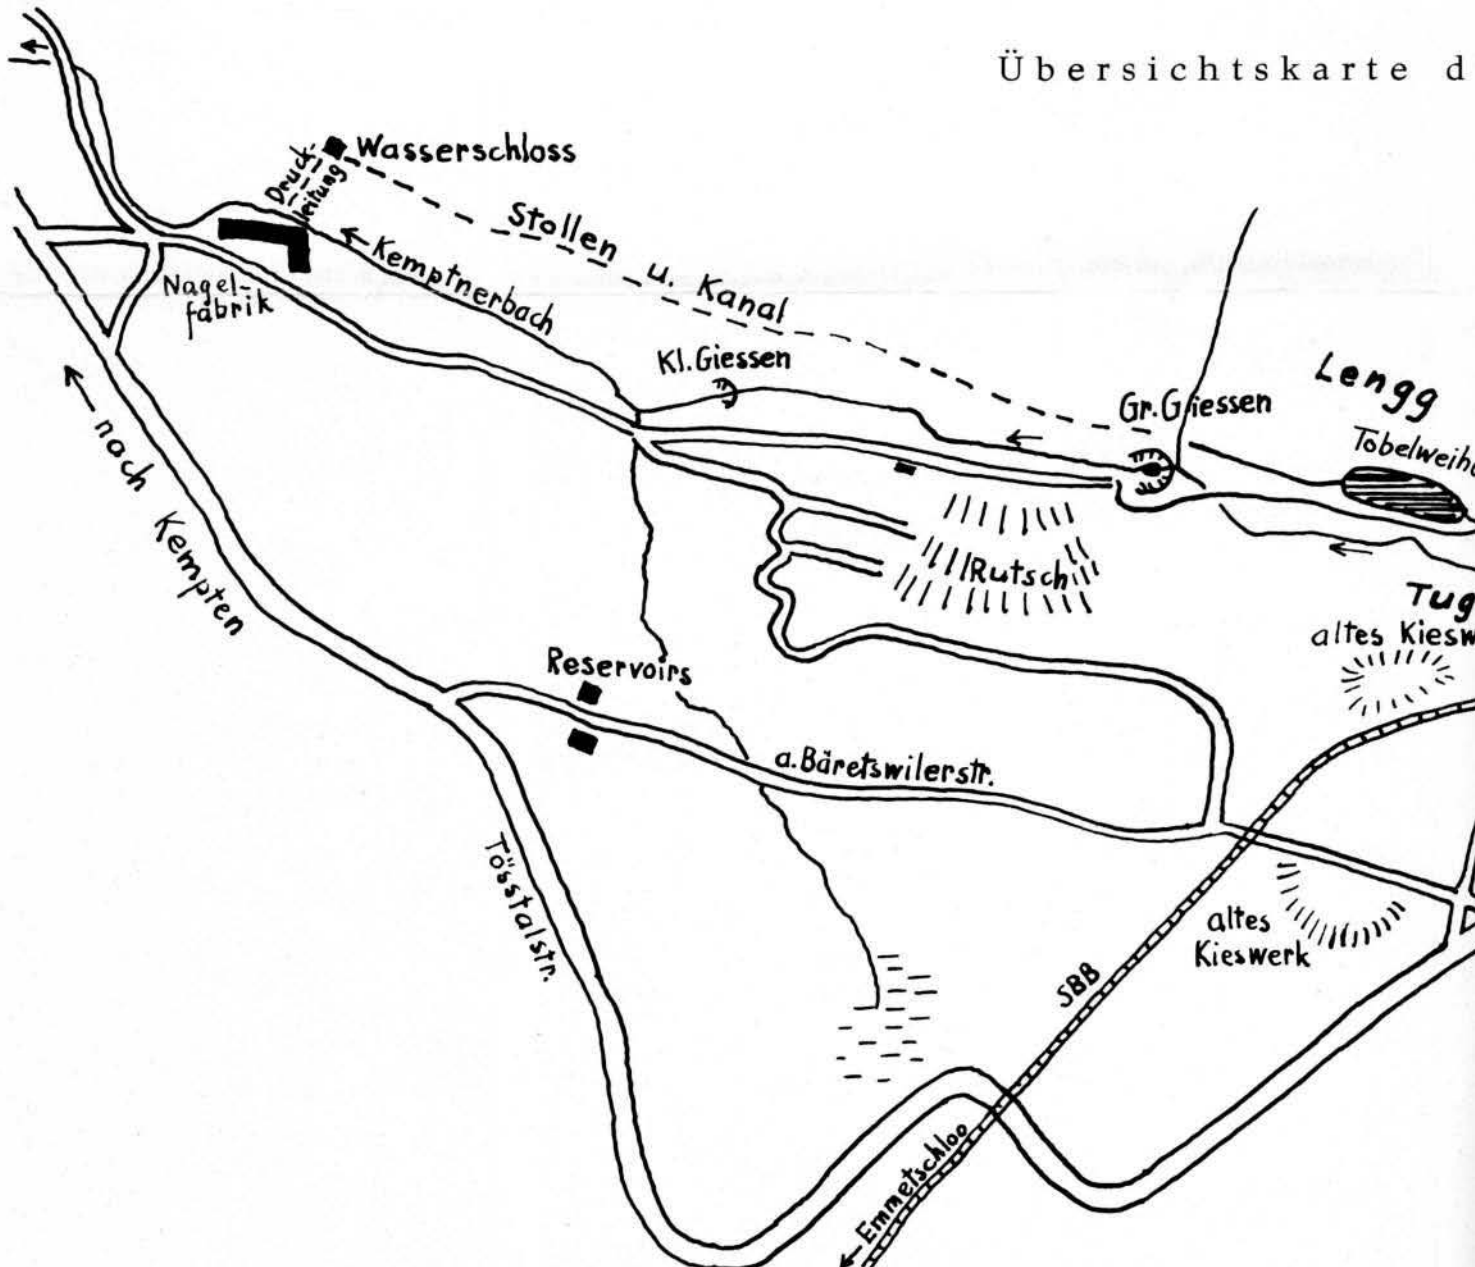 Übersichtskarte d
Wasserschloss
Druck-
leitung
Stollen u. Kanal
Kemptnerbach
Nagel-
fabrik
Kl. Giessen
Gr. Giessen
Lengg
Tobelweihe
nach Kempten
Rutsch
Tug
altes Kiesw
Reservoirs
a. Bäretswilerstr.
Tösstalstr.
altes
Kieswerk
SBB
Emmetschloo